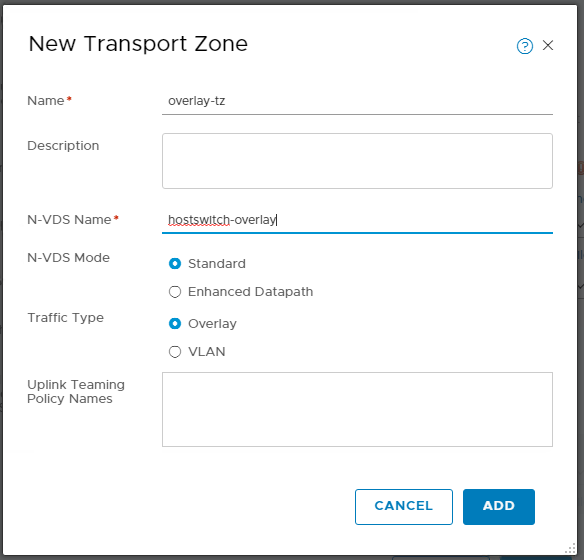 New Transport Zone
Name*
overlay-tz
Description
N-VDS Name*
hostswitch-overlay
N-VDS Mode
Standard
Enhanced Datapath
Traffic Type
Overlay
VLAN
Uplink Teaming
Policy Names
CANCEL
ADD